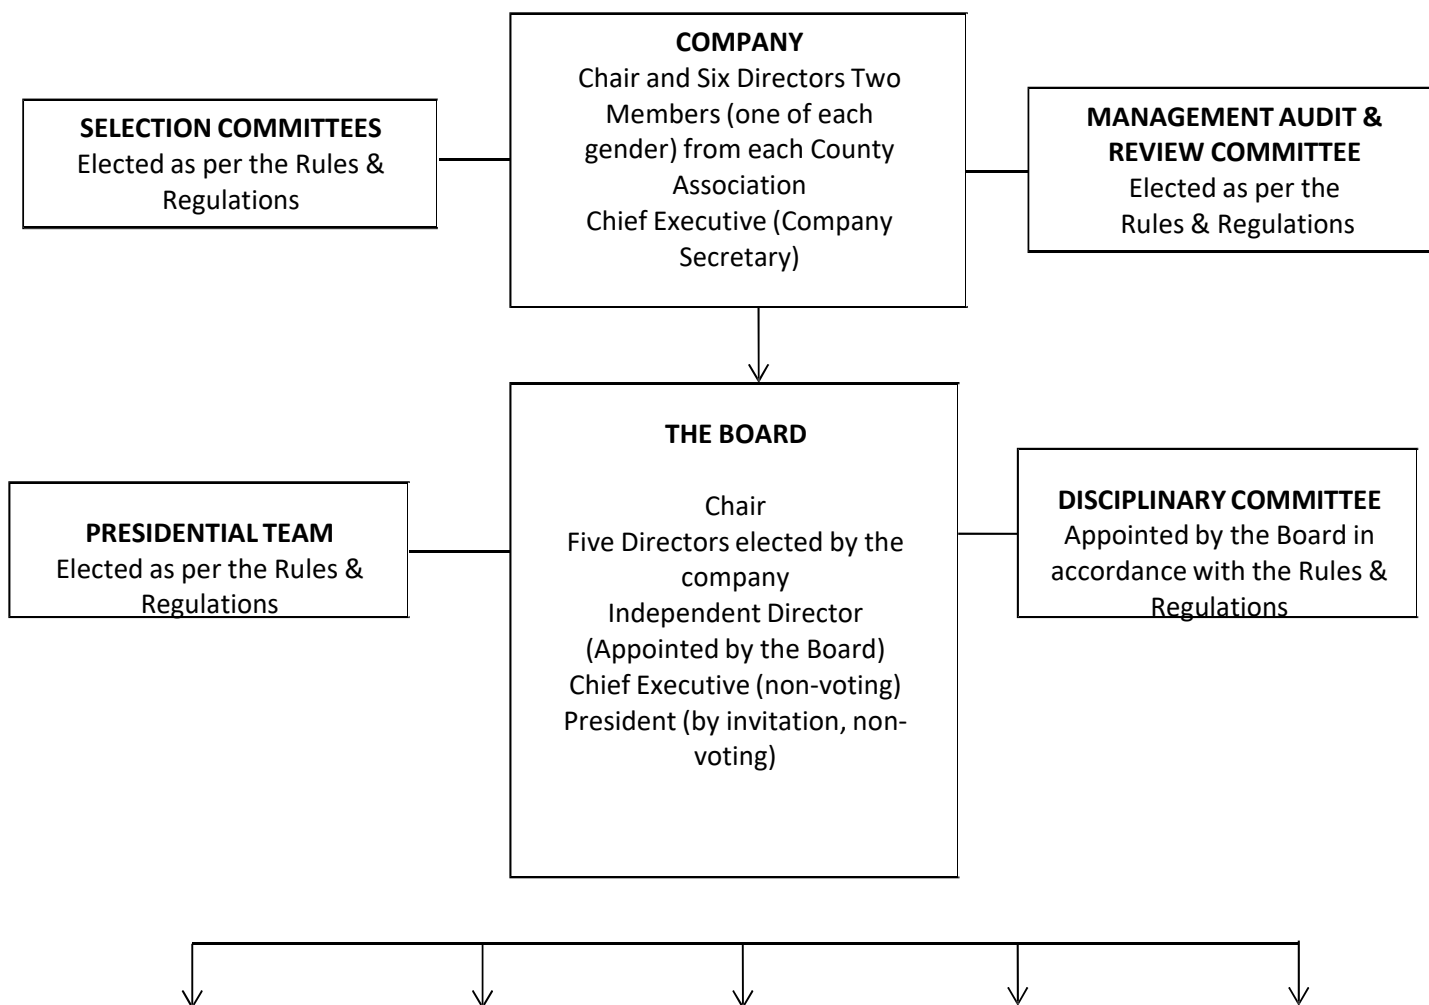 COMPANY
Chair and Six Directors Two
Members (one of each
gender) from each County
Association
Chief Executive (Company
Secretary)
SELECTION COMMITTEES
Elected as per the Rules &
Regulations
MANAGEMENT AUDIT &
REVIEW COMMITTEE
Elected as per the
Rules & Regulations
THE BOARD
Chair
Five Directors elected by the
company
Independent Director
(Appointed by the Board)
Chief Executive (non-voting)
President (by invitation, non-
voting)
PRESIDENTIAL TEAM
Elected as per the Rules &
Regulations
DISCIPLINARY COMMITTEE
Appointed by the Board in
accordance with the Rules &
Regulations